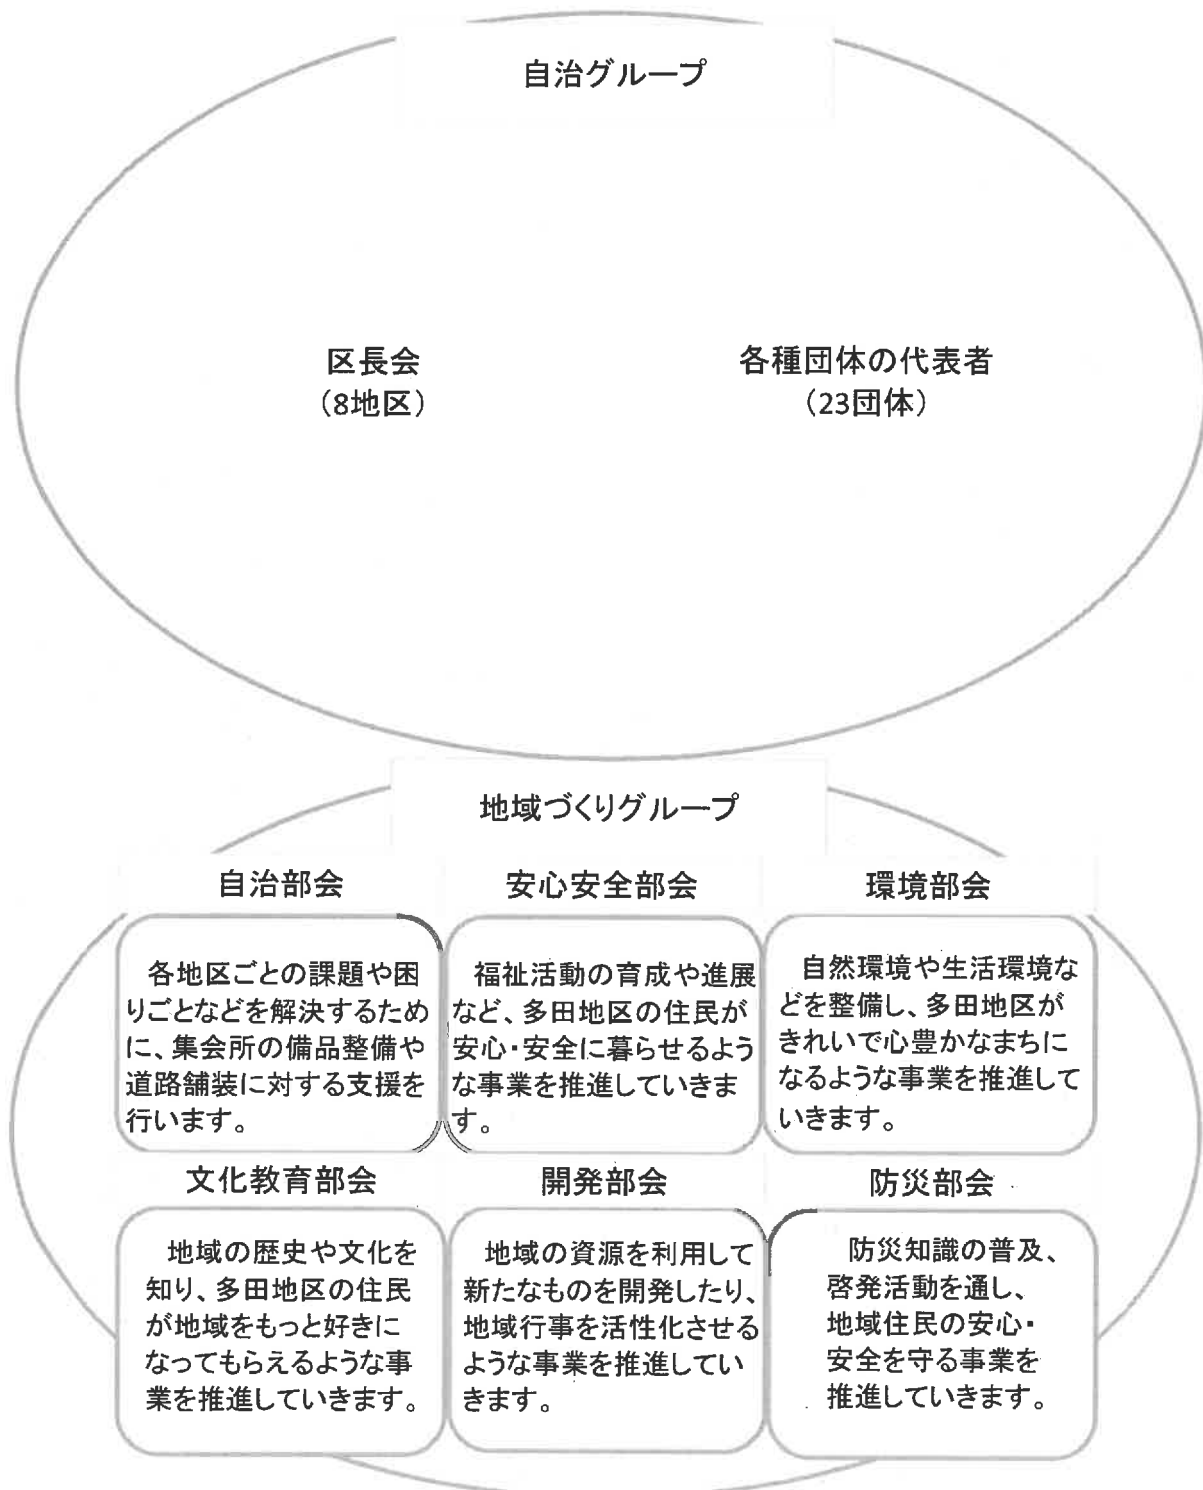 自治グループ
区長会
(8地区)
各種団体の代表者
(23団体)
地域づくりグループ
自治部会
各地区ごとの課題や困
りごとなどを解決するため
に、集会所の備品整備や
道路舗装に対する支援を
行います。
安心安全部会
福祉活動の育成や進展
など、多田地区の住民が
安心・安全に暮らせるよう
な事業を推進していきま
す。
環境部会
自然環境や生活環境な
どを整備し、多田地区が
きれいで心豊かなまちに
なるような事業を推進して
いきます。
文化教育部会
地域の歴史や文化を
知り、多田地区の住民
が地域をもっと好きに
なってもらえるような事
業を推進していきます。
開発部会
地域の資源を利用して
新たなものを開発したり、
地域行事を活性化させる
ような事業を推進してい
きます。
防災部会
防災知識の普及、
啓発活動を通し、
地域住民の安心・
安全を守る事業を
推進していきます。